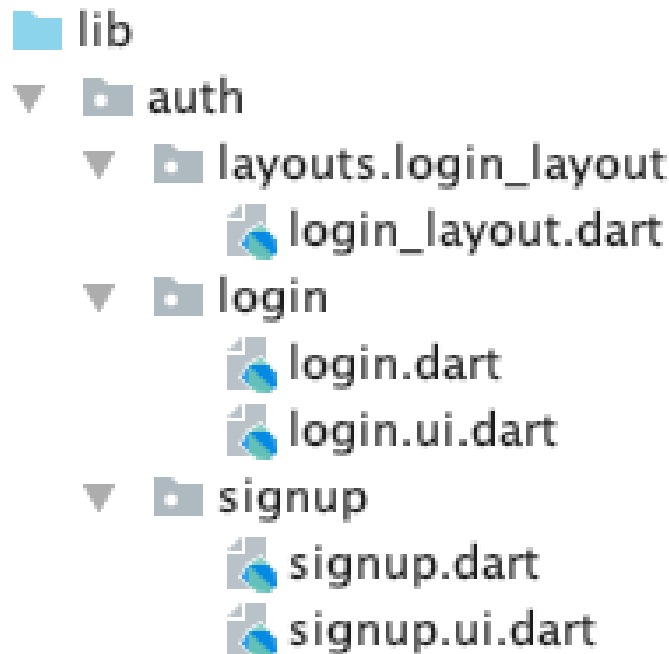 lib
auth
layouts.login_layout
login_layout.dart
login
login.dart
login.ui.dart
signup
signup.dart
signup.ui.dart